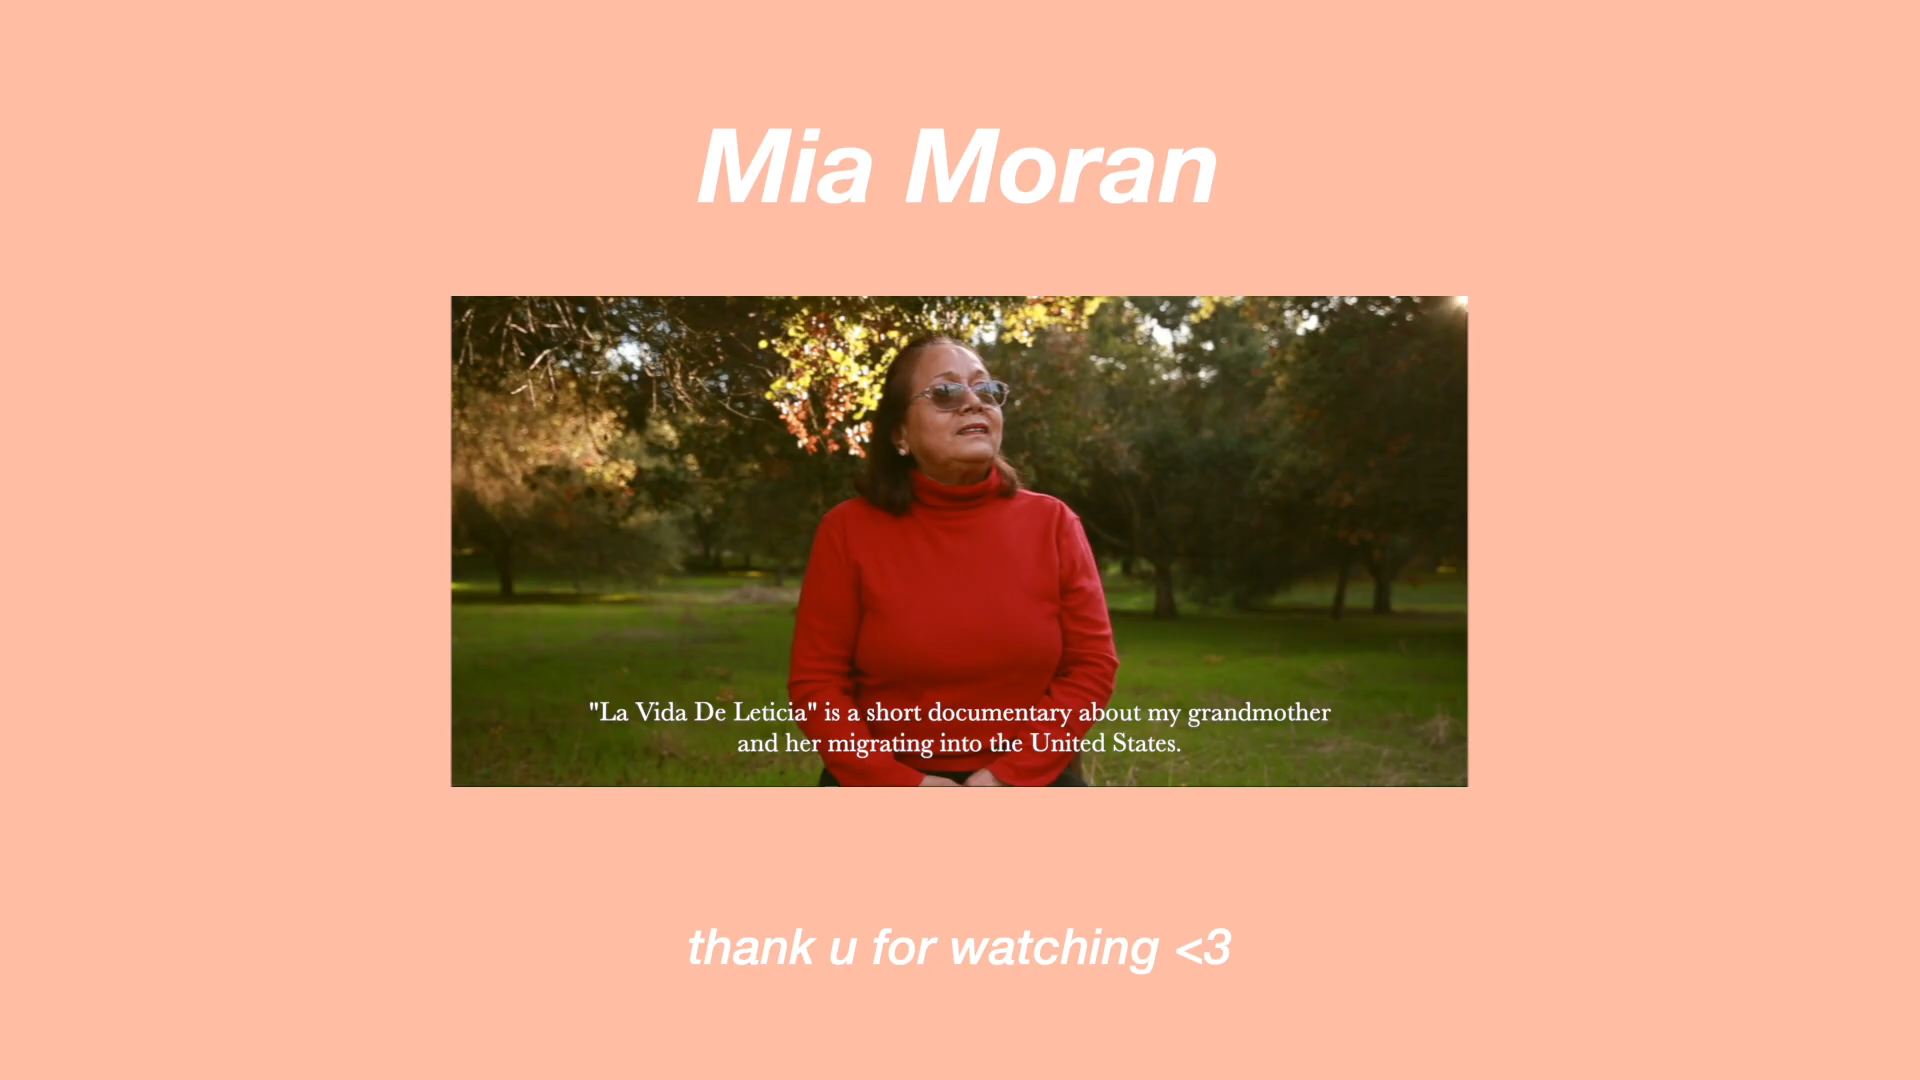 Mia Moran
"La Vida De Leticia" is a short documentary about my grandmother
and her migrating into the United States.
thank u for watching <3